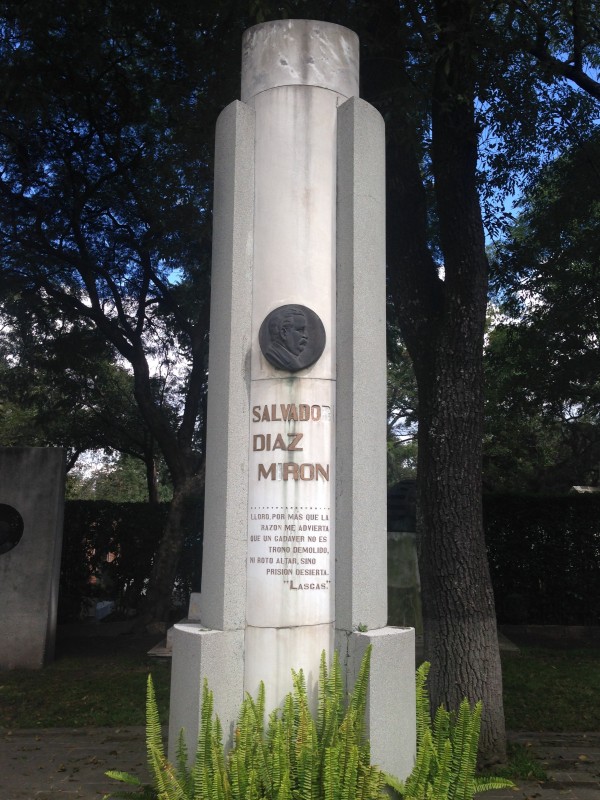 SALVADO
DIAZ
MIRON
LLORO, POR MAS QUE LA
RAZON ME ADVIERTA
QUE UN CADAVER NO ES
TRONO DEMOLIDO,
NI ROTO ALTAR, SINO
PRISION DESIERTA.
"LASCAS."